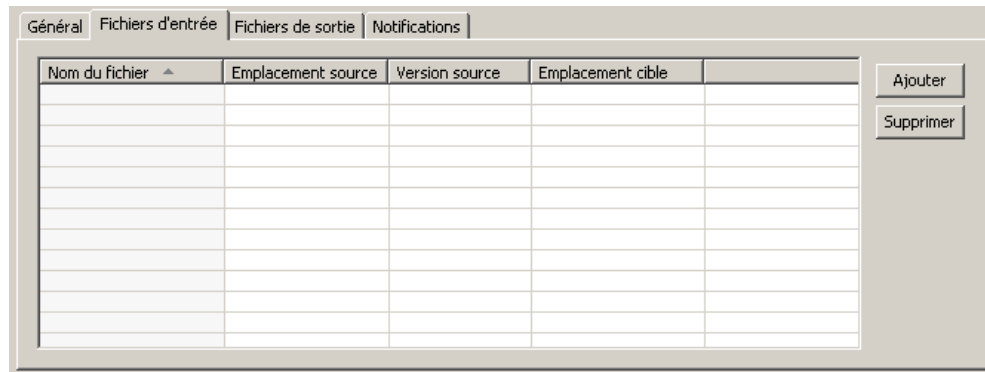 Général Fichiers d'entrée Fichiers de sortie Notifications
Nom du fichier Emplacement source Version source Emplacement cible
Ajouter
Supprimer